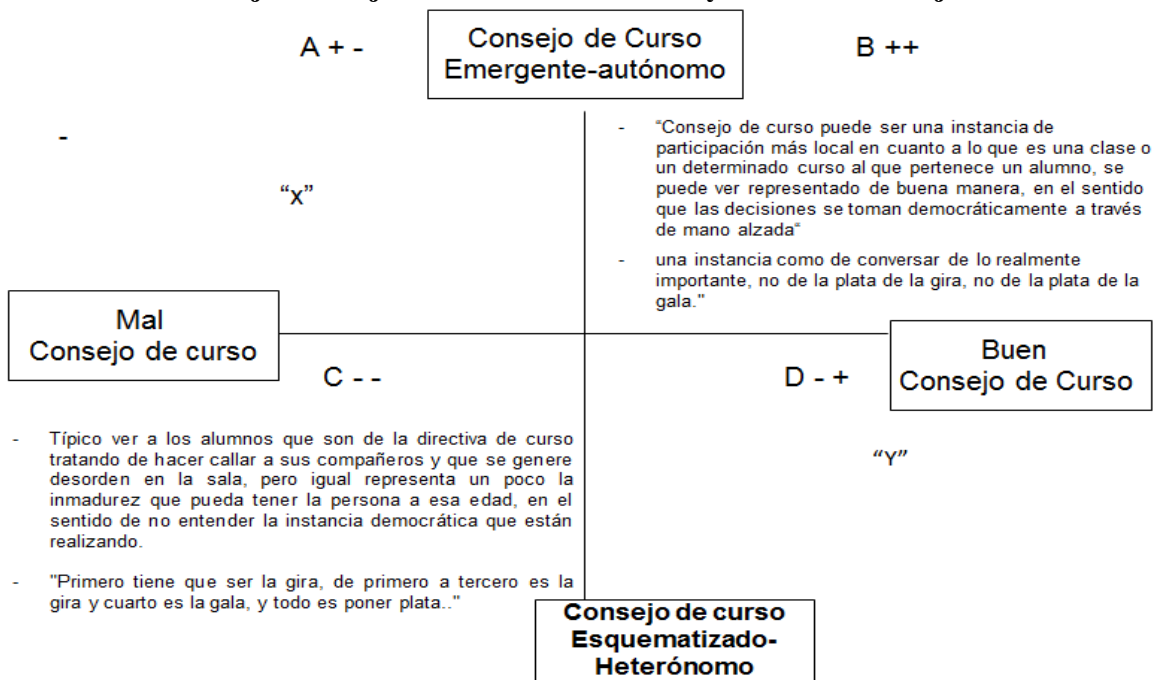 A + -
Consejo de Curso
Emergente-autónomo
B ++
-
“x”
- “Consejo de curso puede ser una instancia de
participación más local en cuanto a lo que es una clase o
un determinado curso al que pertenece un alumno, se
puede ver representado de buena manera, en el sentido
que las decisiones se toman democráticamente a través
de mano alzada“
- una instancia como de conversar de lo realmente
importante, no de la plata de la gira, no de la plata de la
gala."
Mal
Consejo de curso
Buen
Consejo de Curso
C - -
D - +
- Típico ver a los alumnos que son de la directiva de curso
tratando de hacer callar a sus compañeros y que se genere
desorden en la sala, pero igual representa un poco la
inmadurez que pueda tener la persona a esa edad, en el
sentido de no entender la instancia democrática que están
realizando.
- "Primero tiene que ser la gira, de primero a tercero es la
gira y cuarto es la gala, y todo es poner plata.."
“Y”
Consejo de curso
Esquematizado-
Heterónomo